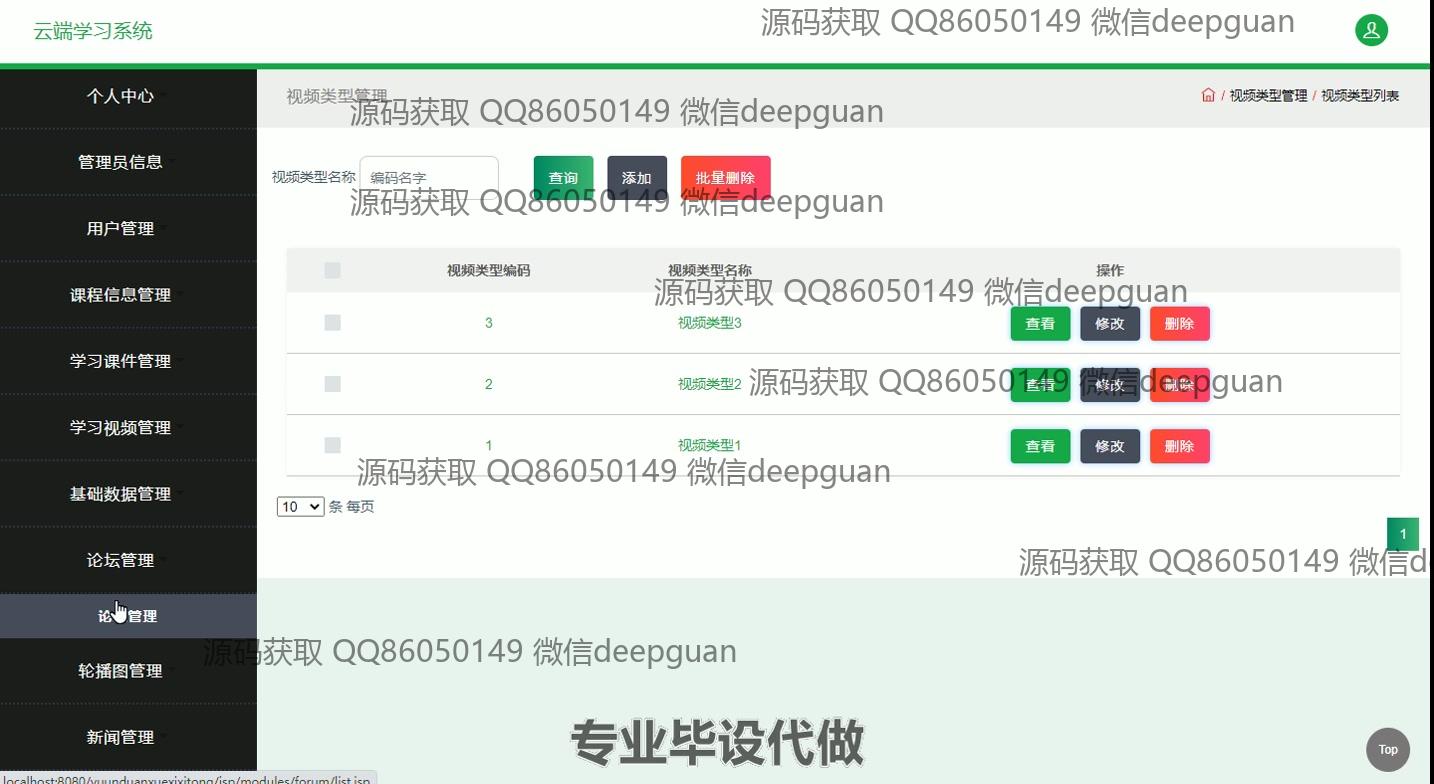 云端学习系统
源码获取 QQ86050149 微信deepguan
个人中心
管理员信息
用户管理
课程信息管理
学习课件管理
学习视频管理
基础数据管理
论坛管理
管理
轮播图管理
新闻管理
视频类型管理
/ 视频类型管理 / 视频类型列表
源码获取 QQ86050149 微信deepguan
视频类型名称 编码名字 查询 添加 批量删除
源码获取 QQ86050149 微信deepguan
视频类型编码 视频类型名称 操作
源码获取 QQ86050149 微信deepguan
3 视频类型3 查看 修改 删除
2 视频类型2 查看 修改 删除
源码获取 QQ86050149 微信deepguan
1 视频类型1 查看 修改 删除
源码获取 QQ86050149 微信deepguan
10 条 每页
1
源码获取 QQ86050149 微信d
源码获取 QQ86050149 微信deepguan
专业毕设代做
Top
localhost:8080/yuunduanxuexixitong/jsp/modules/forum/list.jsp